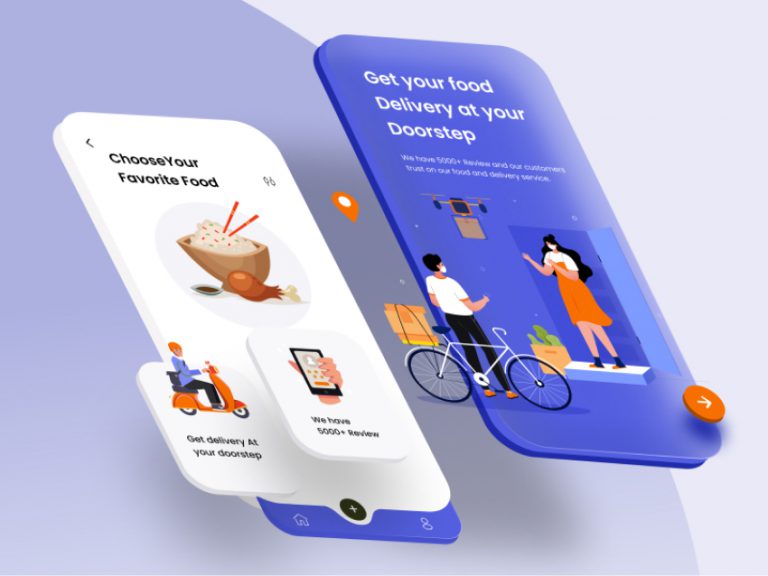 ChooseYour
Favorite Food
Get delivery At
your doorstep
We have
5000+ Review
Get your food
Delivery at your
Doorstep
We have 5000+ Review and our customers
trust on our food and delivery service.